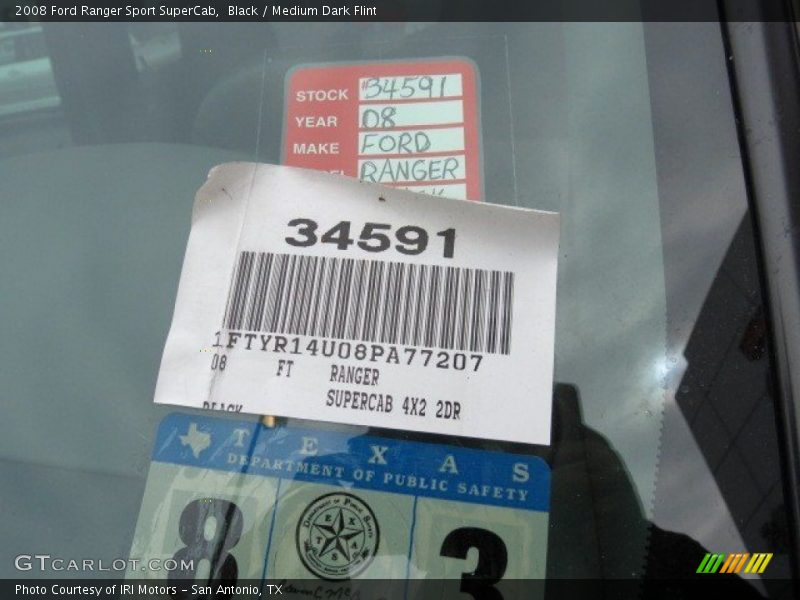 2008 Ford Ranger Sport SuperCab,  Black / Medium Dark Flint
STOCK 34591
YEAR 08
MAKE FORD
RANGER
34591
1FTYR14U08PA77207
08 FT RANGER
SUPERCAB 4X2 2DR
BLACK
TEXAS
DEPARTMENT OF PUBLIC SAFETY
8 3
TEXAS
GTCARLOT.COM
Photo Courtesy of IRI Motors – San Antonio, TX